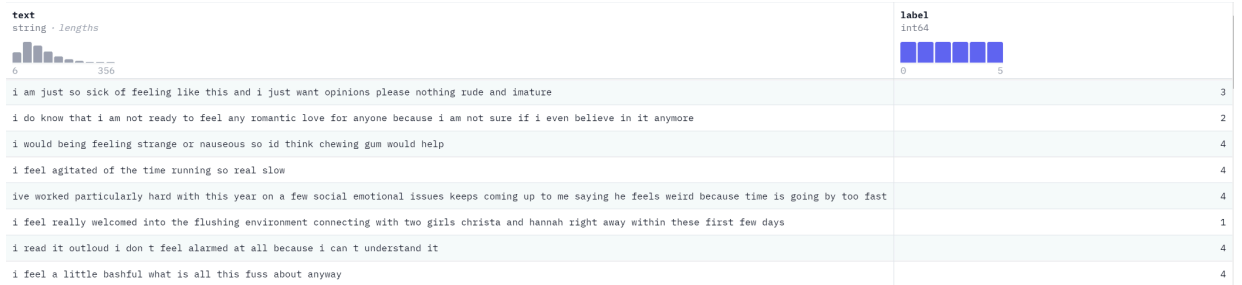 text label
string · lengths int64
6 356 0 5
i am just so sick of feeling like this and i just want opinions please nothing rude and imature 3
i do know that i am not ready to feel any romantic love for anyone because i am not sure if i even believe in it anymore 2
i would being feeling strange or nauseous so id think chewing gum would help 4
i feel agitated of the time running so real slow 4
ive worked particularly hard with this year on a few social emotional issues keeps coming up to me saying he feels weird because time is going by too fast 4
i feel really welcomed into the flushing environment connecting with two girls christa and hannah right away within these first few days 1
i read it outloud i don t feel alarmed at all because i can t understand it 4
i feel a little bashful what is all this fuss about anyway 4